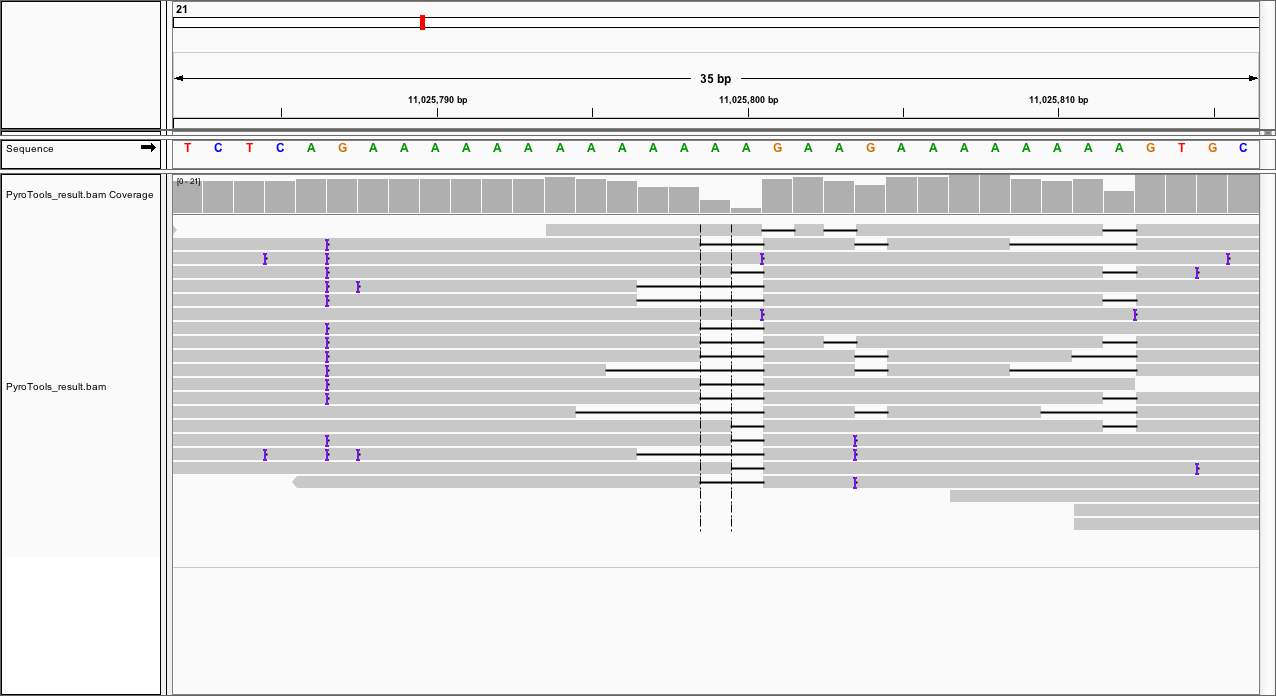 21
35 bp
11,025,790 bp 11,025,800 bp 11,025,810 bp
Sequence T C T C A G A A A A A A A A A A A A A G A A G A A A A A A A A G T G C
PyroTools_result.bam Coverage [0 - 21]
PyroTools_result.bam